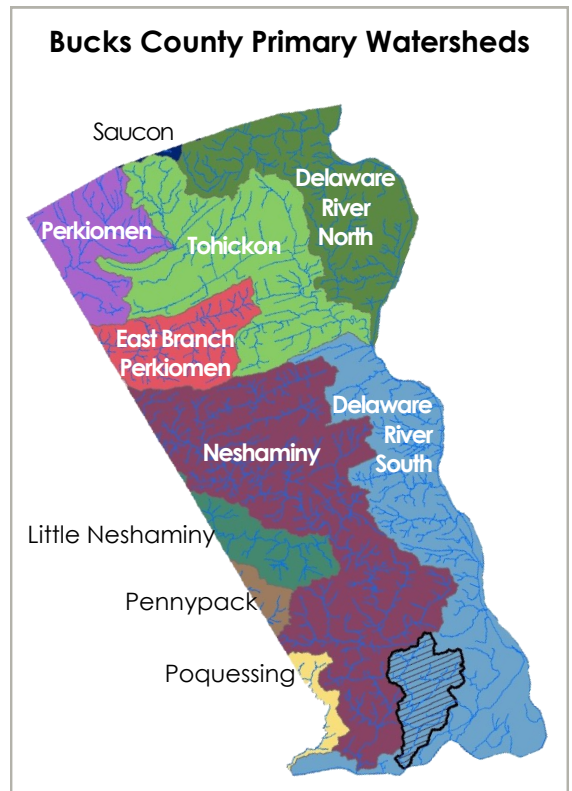 Bucks County Primary Watersheds
Saucon
Delaware
River
North
Perkiomen
Tohickon
East Branch
Perkiomen
Delaware
River
South
Neshaminy
Little Neshaminy
Pennypack
Poquessing